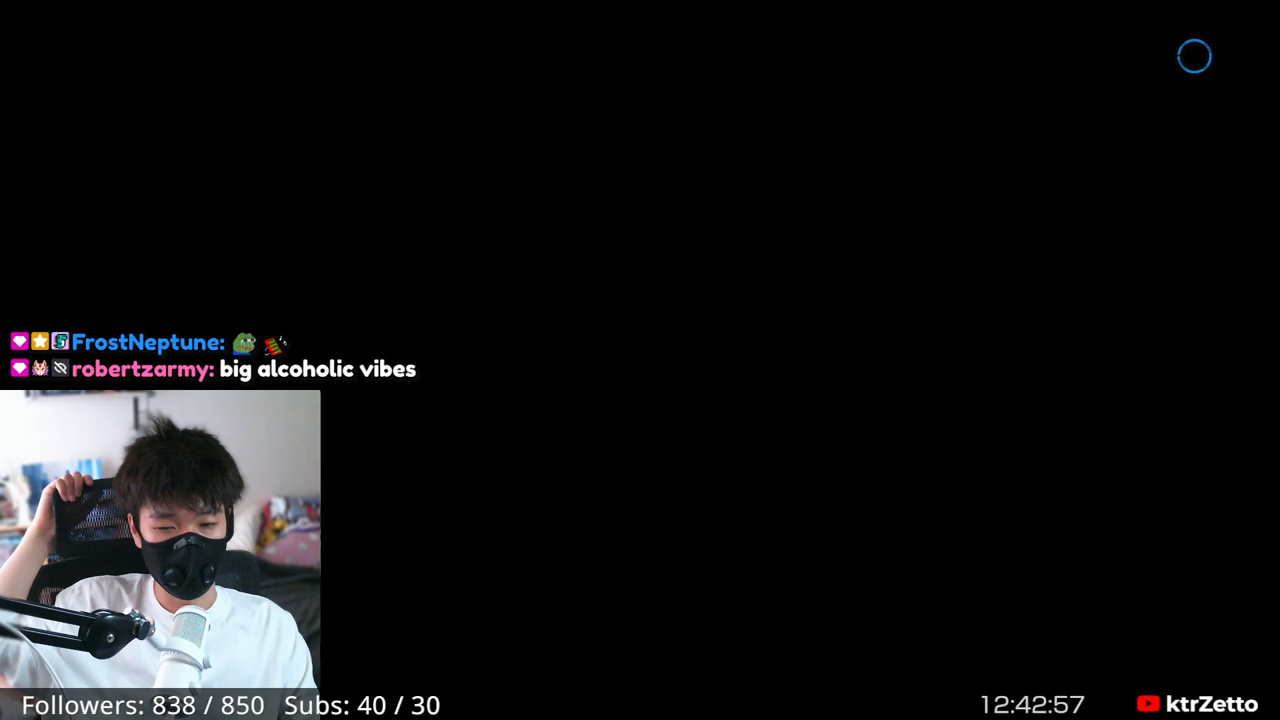 FrostNeptune:
robertzarmy: big alcoholic vibes
Followers: 838 / 850 Subs: 40 / 30
12:42:57
ktrZetto